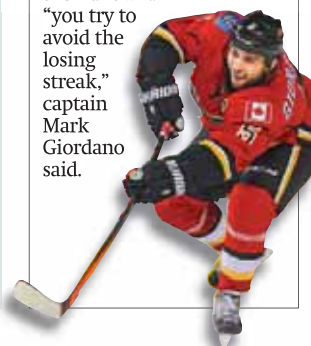 “you try to
avoid the
losing
streak,”
captain
Mark
Giordano
said.